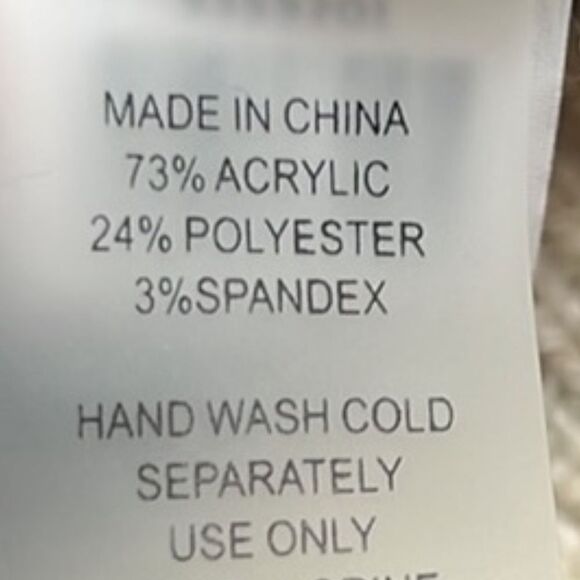 MADE IN CHINA
73% ACRYLIC
24% POLYESTER
3%SPANDEX
HAND WASH COLD
SEPARATELY
USE ONLY